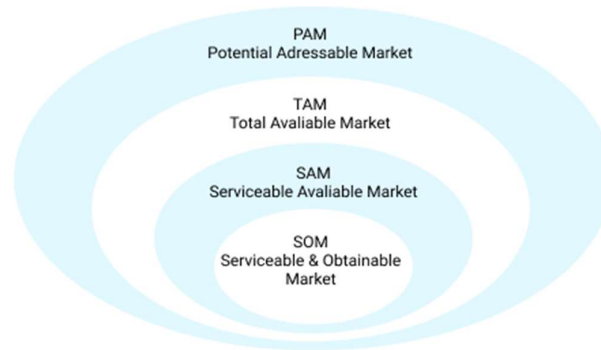 PAM
Potential Adressable Market
TAM
Total Avaliable Market
SAM
Serviceable Avaliable Market
SOM
Serviceable & Obtainable
Market